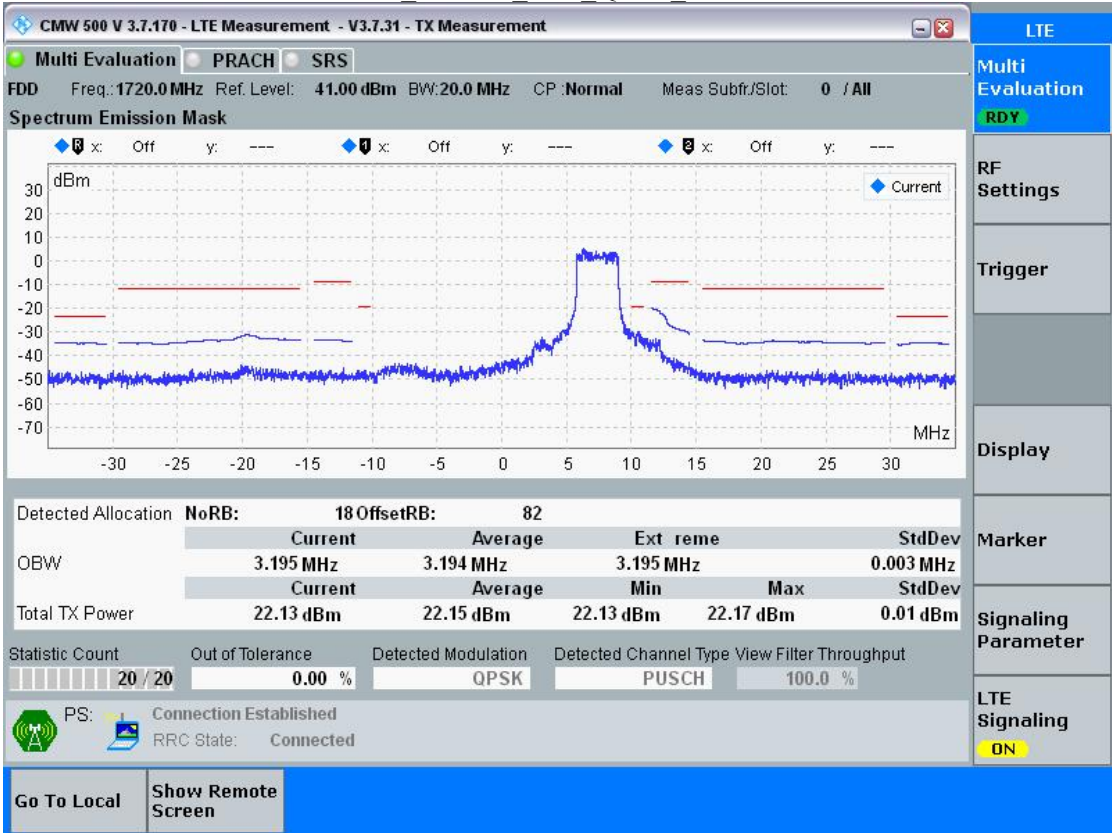 CMW 500 V 3.7.170 - LTE Measurement - V3.7.31 - TX Measurement
LTE
Multi Evaluation PRACH SRS
FDD Freq.: 1720.0 MHz Ref. Level: 41.00 dBm BW: 20.0 MHz CP : Normal Meas Subfr./Slot: 0 / All
Spectrum Emission Mask
R x: Off y: --- 1 x: Off y: --- 2 x: Off y: ---
dBm
Current
30
20
10
0
-10
-20
-30
-40
-50
-60
-70
MHz
-30 -25 -20 -15 -10 -5 0 5 10 15 20 25 30
Detected Allocation NoRB: 18 OffsetRB: 82
Current Average Ext reme StdDev
OBW 3.195 MHz 3.194 MHz 3.195 MHz 0.003 MHz
Current Average Min Max StdDev
Total TX Power 22.13 dBm 22.15 dBm 22.13 dBm 22.17 dBm 0.01 dBm
Statistic Count Out of Tolerance Detected Modulation Detected Channel Type View Filter Throughput
20 / 20 0.00 % QPSK PUSCH 100.0 %
PS: Connection Established
RRC State: Connected
Multi
Evaluation
RDY
RF
Settings
Trigger
Display
Marker
Signaling
Parameter
LTE
Signaling
ON
Go To Local
Show Remote
Screen